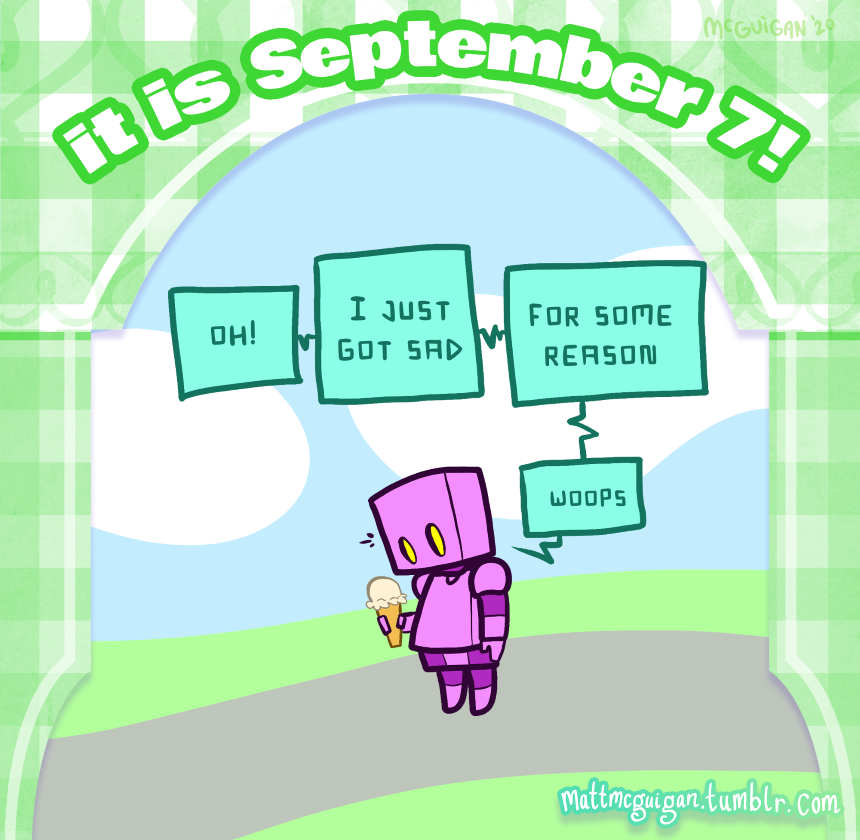 McGUiGAN '20
it is September 7!
OH!
I JUST
GOT SAD
FOR SOME
REASON
WOOPS
mattmcguigan.tumblr.com